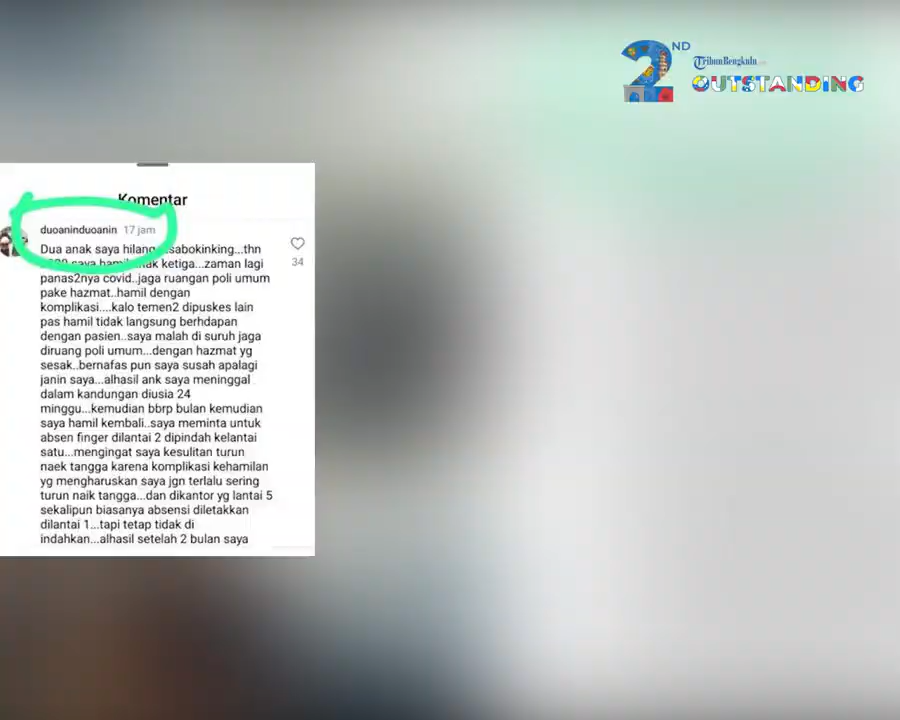 2ND
TribunBengkulu
OUTSTANDING
Komentar
duoaninduoanin 17 jam
Dua anak saya hilang sabokinking...thn
saya hamil anak ketiga...zaman lagi
34
panas2nya covid..jaga ruangan poli umum
pake hazmat..hamil dengan
komplikasi....kalo temen2 dipuskes lain
pas hamil tidak langsung berhdapan
dengan pasien..saya malah di suruh jaga
diruang poli umum...dengan hazmat yg
sesak..bernafas pun saya susah apalagi
janin saya...alhasil ank saya meninggal
dalam kandungan diusia 24
minggu...kemudian bbrp bulan kemudian
saya hamil kembali..saya meminta untuk
absen finger dilantai 2 dipindah kelantai
satu...mengingat saya kesulitan turun
naek tangga karena komplikasi kehamilan
yg mengharuskan saya jgn terlalu sering
turun naik tangga...dan dikantor yg lantai 5
sekalipun biasanya absensi diletakkan
dilantai 1...tapi tetap tidak di
indahkan...alhasil setelah 2 bulan saya